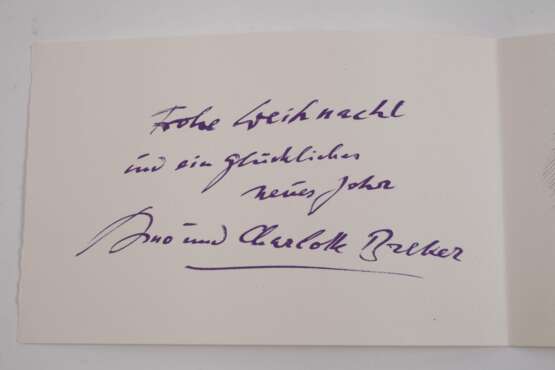 Frohe Weihnacht
und ein glückliches
neues Jahr
Arno und Charlotte Breker